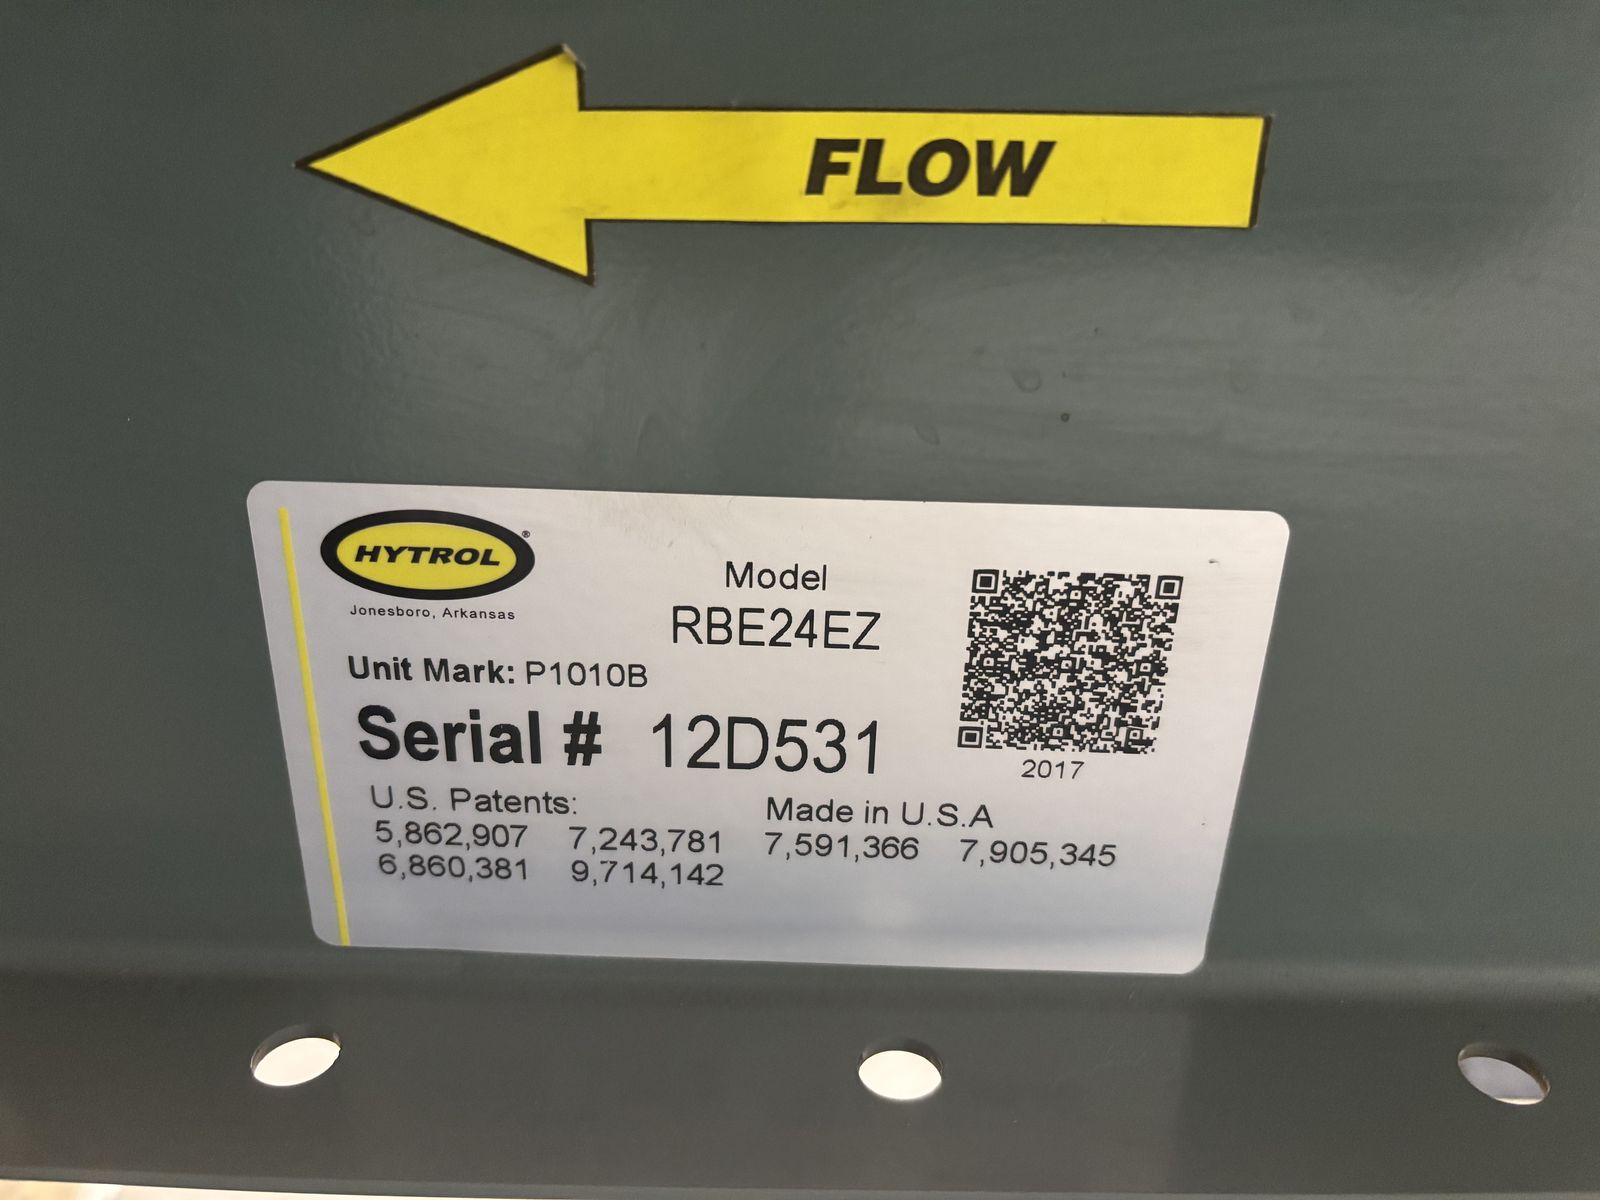 FLOW
HYTROL®
Jonesboro, Arkansas
Model
RBE24EZ
Unit Mark: P1010B
Serial # 12D531
2017
U.S. Patents: Made in U.S.A
5,862,907 7,243,781 7,591,366 7,905,345
6,860,381 9,714,142